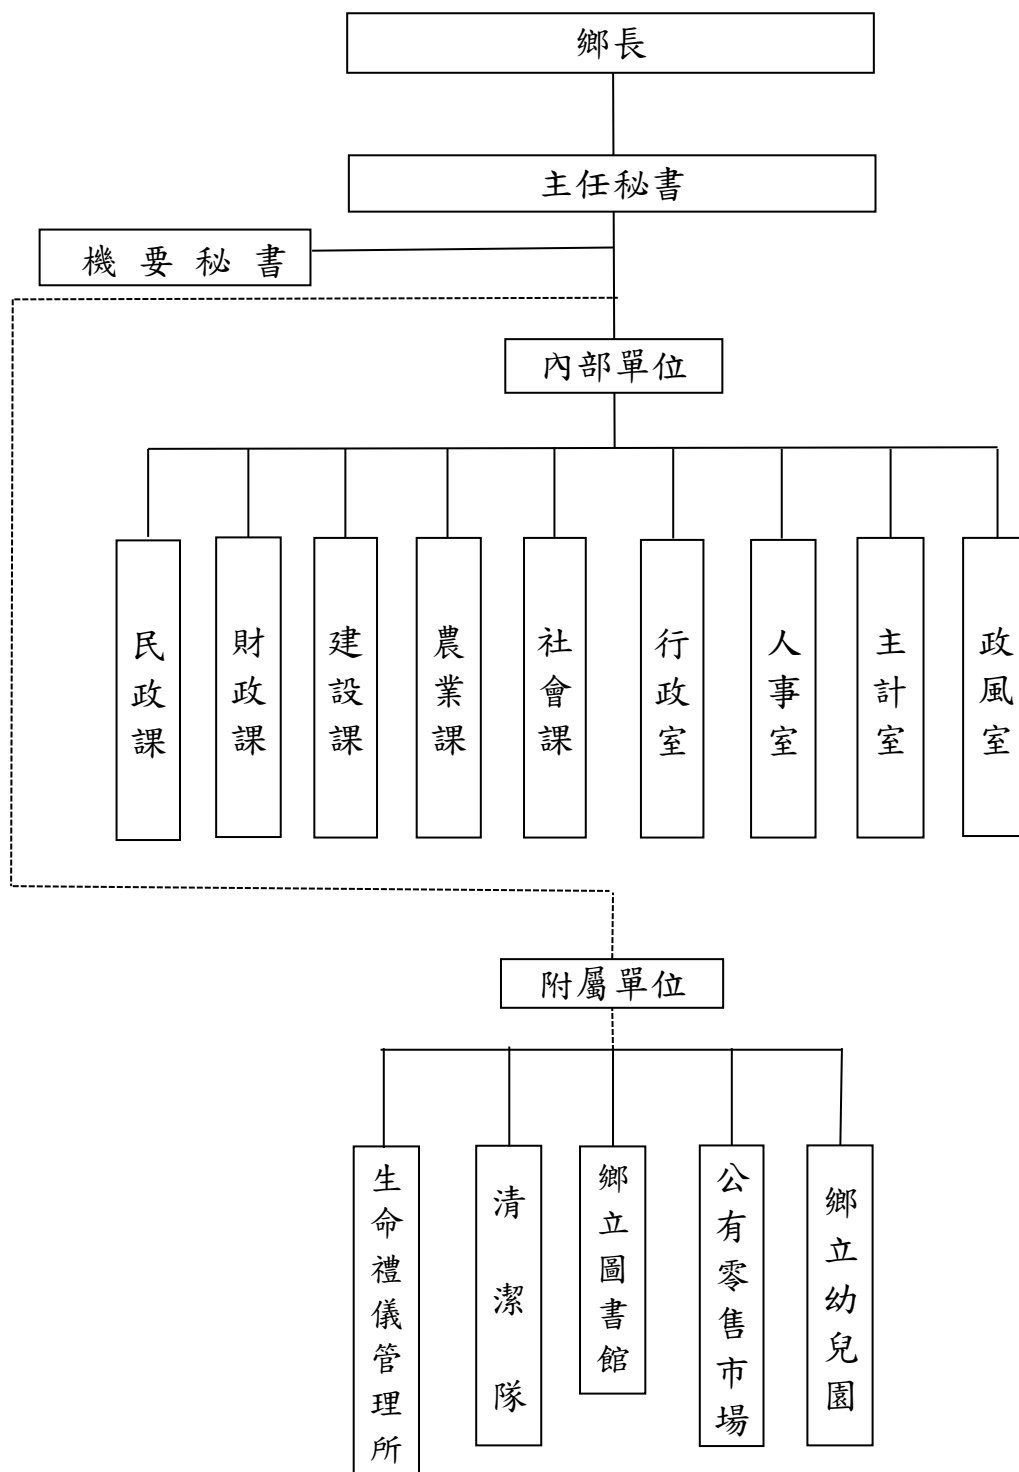 鄉長
主任秘書
機要秘書
內部單位
民政課
財政課
建設課
農業課
社會課
行政室
人事室
主計室
政風室
附屬單位
生命禮儀管理所
清潔隊
鄉立圖書館
公有零售市場
鄉立幼兒園